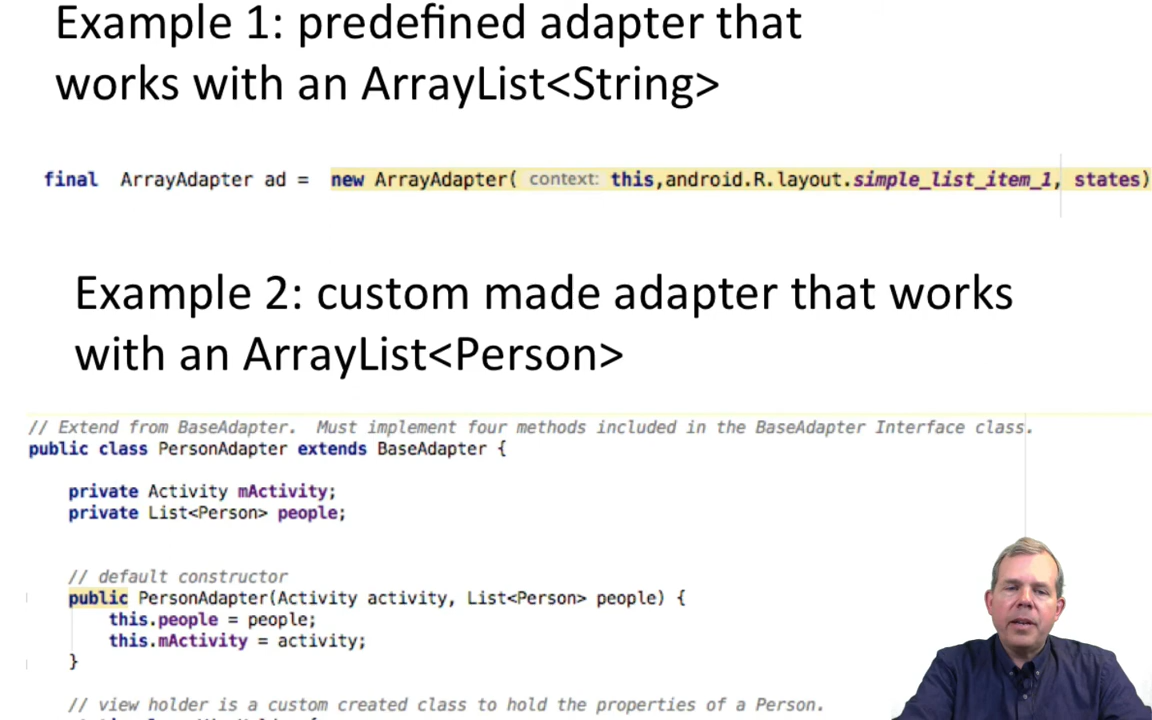 Example 1: predefined adapter that
works with an ArrayList<String>
final ArrayAdapter ad = new ArrayAdapter( context: this,android.R.layout.simple_list_item_1, states)
Example 2: custom made adapter that works
with an ArrayList<Person>
// Extend from BaseAdapter. Must implement four methods included in the BaseAdapter Interface class.
public class PersonAdapter extends BaseAdapter {
private Activity mActivity;
private List<Person> people;
// default constructor
public PersonAdapter(Activity activity, List<Person> people) {
this.people = people;
this.mActivity = activity;
}
// view holder is a custom created class to hold the properties of a Person.